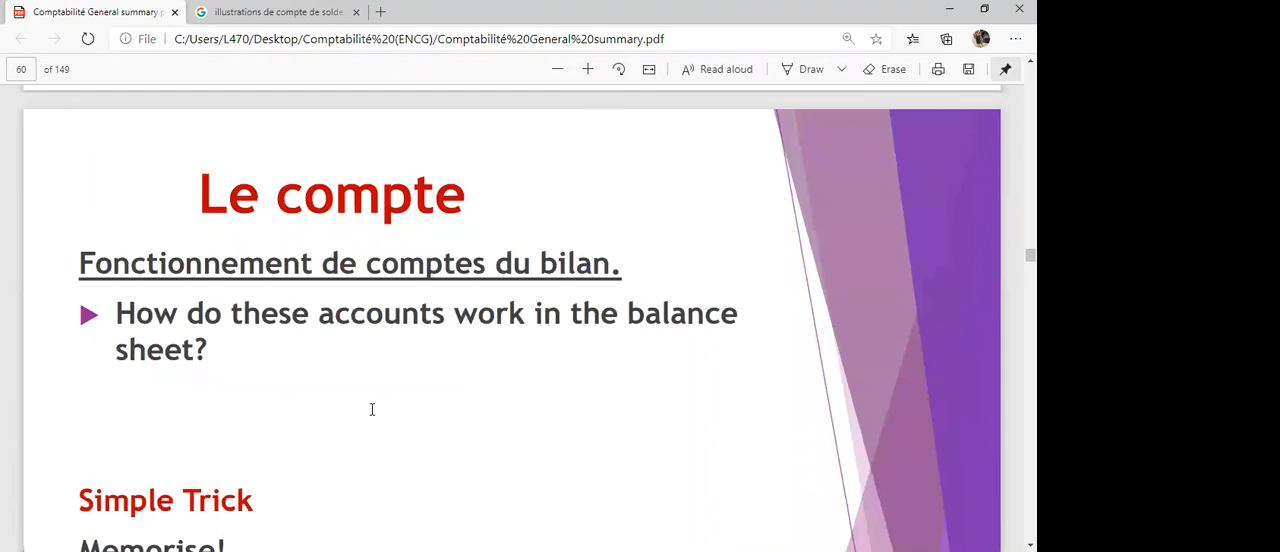 Comptabilité General summary.p
illustrations de compte de solde
File
C:/Users/L470/Desktop/Comptabilité%20(ENCG)/Comptabilité%20General%20summary.pdf
60 of 149
Read aloud
Draw
Erase
Le compte
Fonctionnement de comptes du bilan.
How do these accounts work in the balance
sheet?
Simple Trick
Memorise!